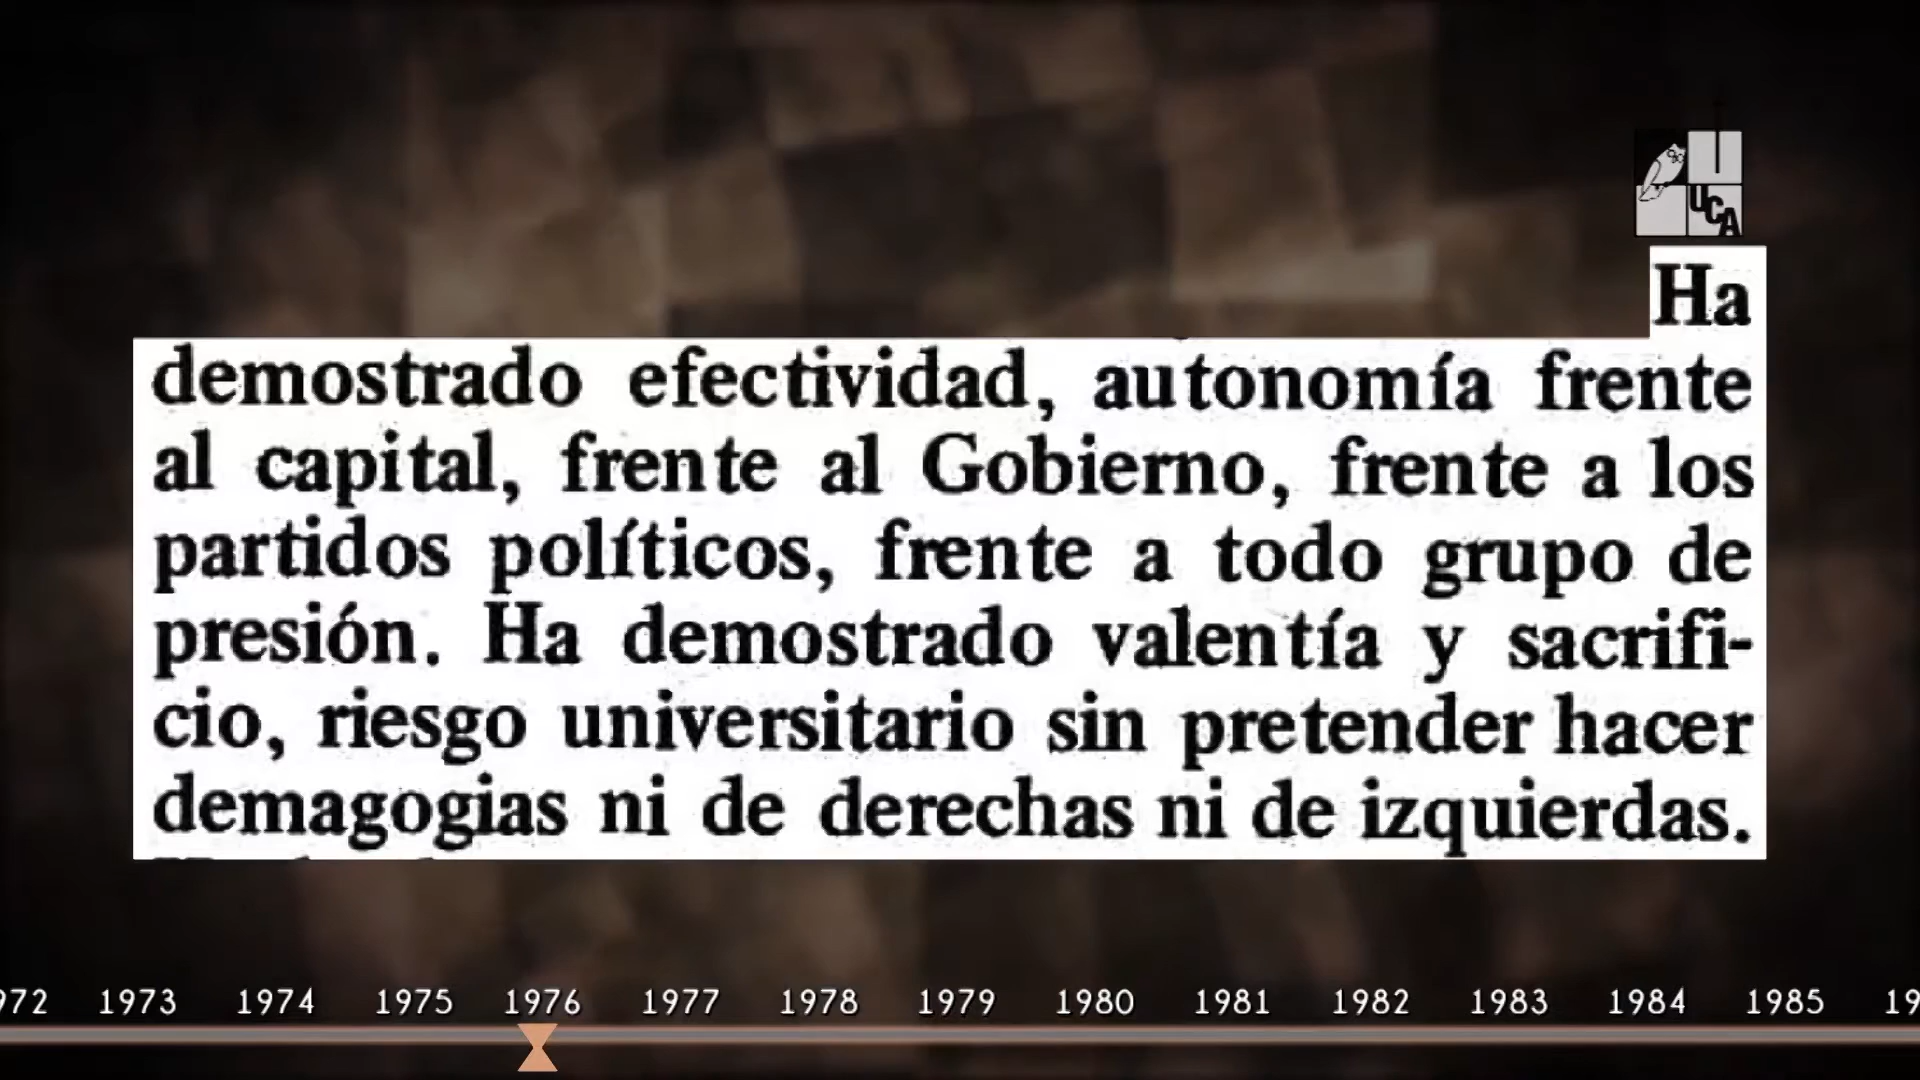 U
UCA
Ha
demostrado efectividad, autonomía frente
al capital, frente al Gobierno, frente a los
partidos políticos, frente a todo grupo de
presión. Ha demostrado valentía y sacrifi-
cio, riesgo universitario sin pretender hacer
demagogias ni de derechas ni de izquierdas.
1973 1974 1975 1976 1977 1978 1979 1980 1981 1982 1983 1984 1985